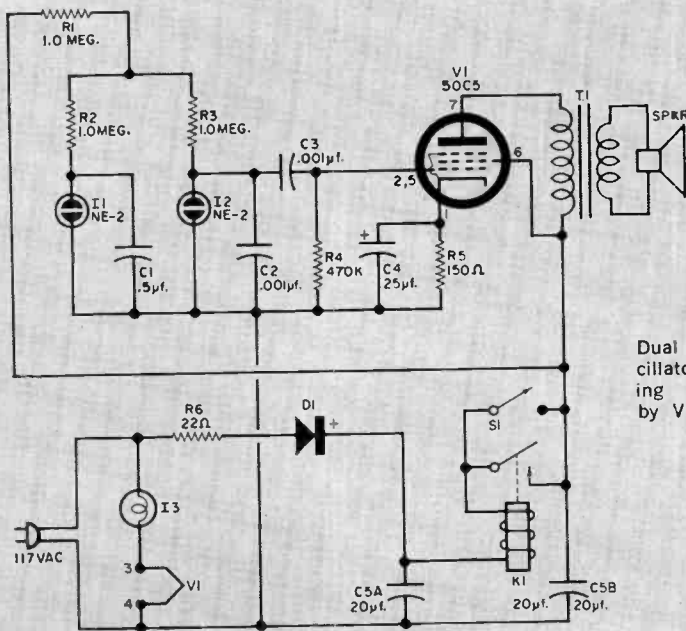 R1
1.0 MEG.
V1
50C5
7
T.1
SPKR
R2
1.0MEG.
R3
1.0MEG.
C3
.001µf.
6
2,5
I1
NE-2
I2
NE-2
C1
.5µf.
C2
.001µf.
R4
470K
+
C4
25µf.
1
R5
150Ω
Dual
cillato
ing
by V
R6
22Ω
D1
+
S1
I3
117VAC
3
V1
4
K1
C5A
20µf.
C5B
20µf.
20µf.